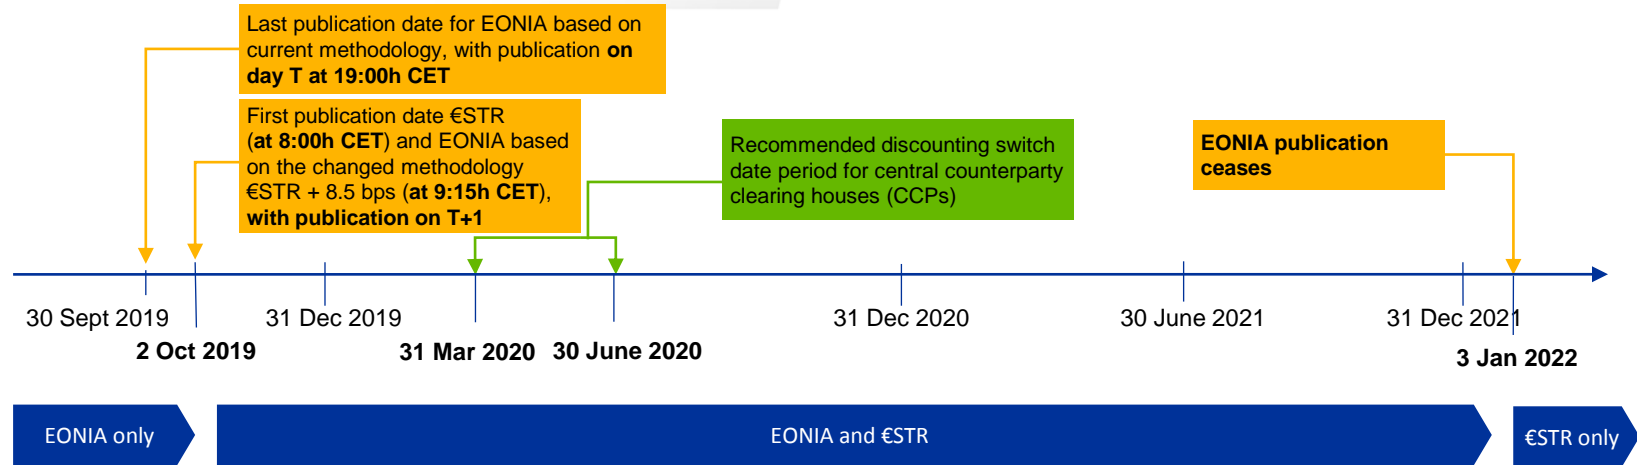 Last publication date for EONIA based on
current methodology, with publication on
day T at 19:00h CET
First publication date €STR
(at 8:00h CET) and EONIA based
on the changed methodology
€STR + 8.5 bps (at 9:15h CET),
with publication on T+1
Recommended discounting switch
date period for central counterparty
clearing houses (CCPs)
EONIA publication
ceases
30 Sept 2019
31 Dec 2019
31 Dec 2020
30 June 2021
31 Dec 2021
2 Oct 2019
31 Mar 2020
30 June 2020
3 Jan 2022
EONIA only
EONIA and €STR
€STR only